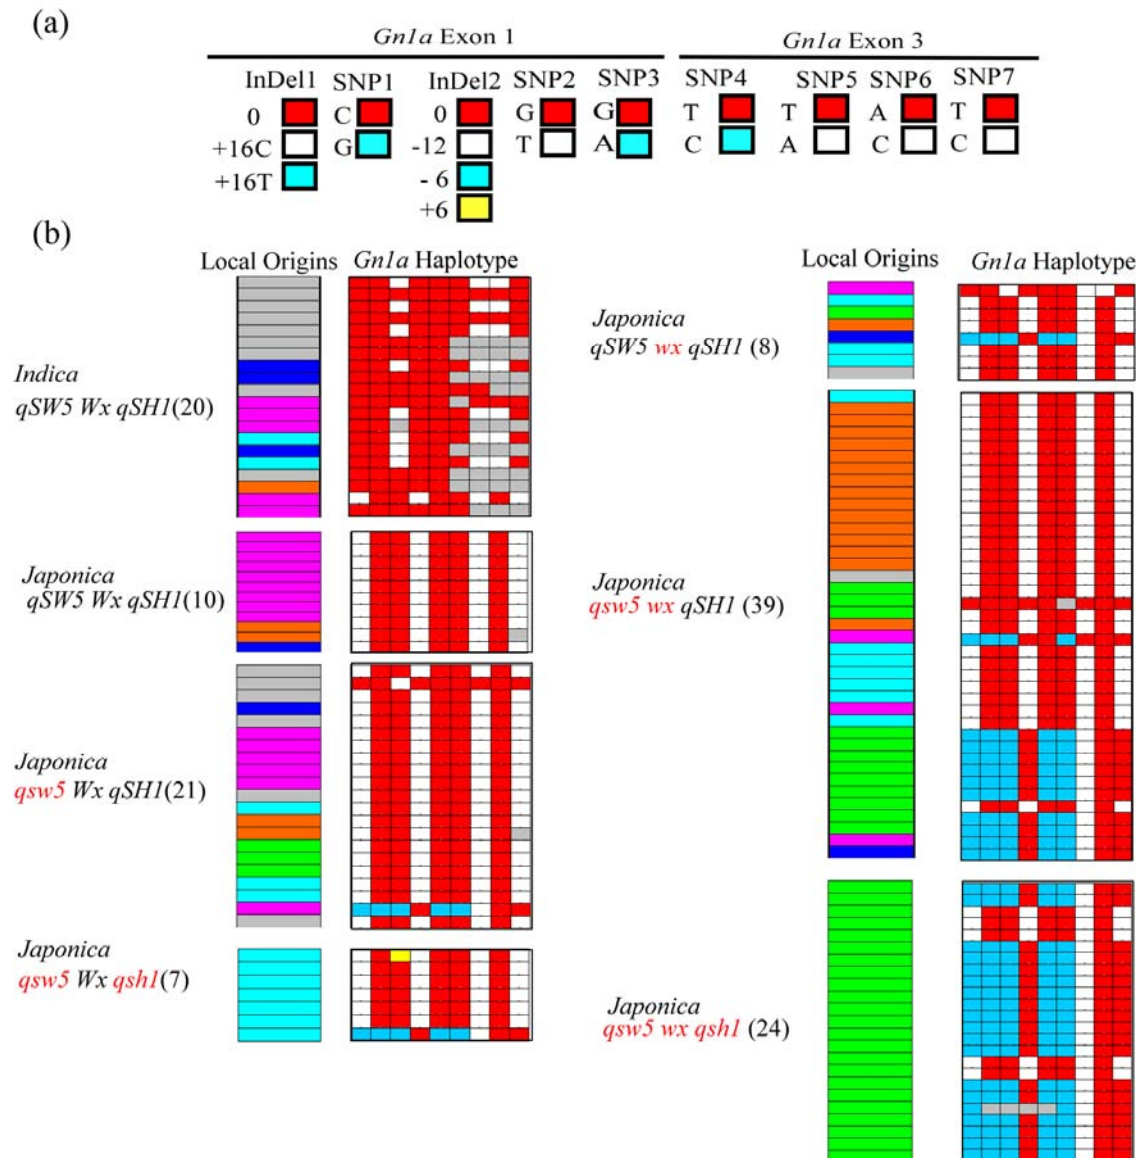 (a)
Gn1a Exon 1
Gn1a Exon 3
InDel1 SNP1 InDel2 SNP2 SNP3 SNP4 SNP5 SNP6 SNP7
0 C 0 G G T T A T
+16C G -12 T A C A C C
+16T - 6
+6
(b)
Local Origins Gn1a Haplotype
Indica
qSW5 Wx qSH1(20)
Japonica
qSW5 Wx qSH1(10)
Japonica
qsw5 Wx qSH1(21)
Japonica
qsw5 Wx qsh1(7)
Local Origins Gn1a Haplotype
Japonica
qSW5 wx qSH1 (8)
Japonica
qsw5 wx qSH1 (39)
Japonica
qsw5 wx qsh1 (24)